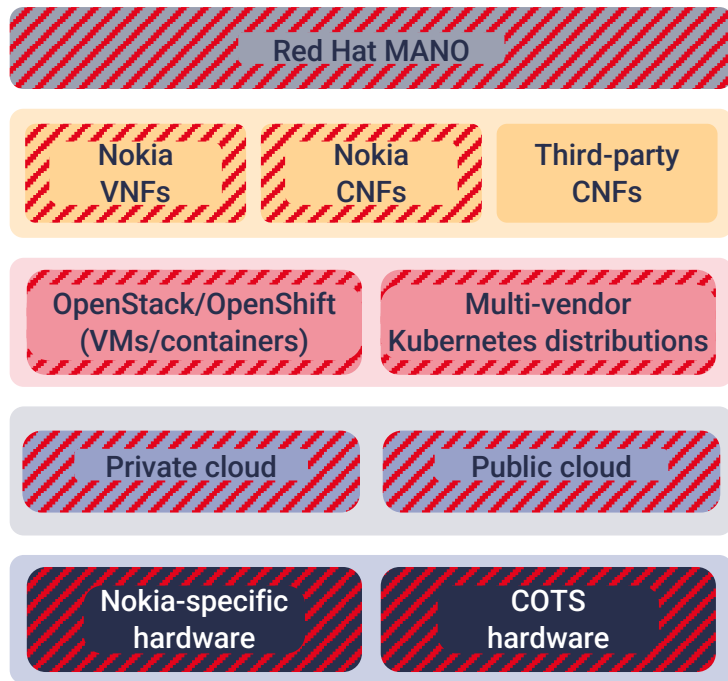 Red Hat MANO
Nokia
VNFs
Nokia
CNFs
Third-party
CNFs
OpenStack/OpenShift
(VMs/containers)
Multi-vendor
Kubernetes distributions
Private cloud
Public cloud
Nokia-specific
hardware
COTS
hardware